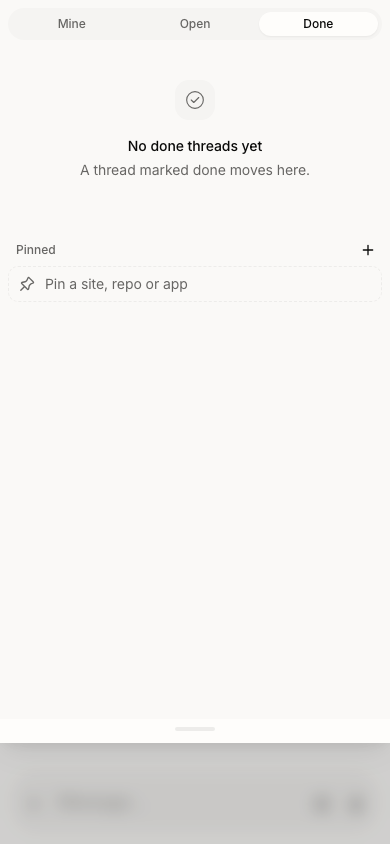 Mine
Open
Done
No done threads yet
A thread marked done moves here.
Pinned
Pin a site, repo or app